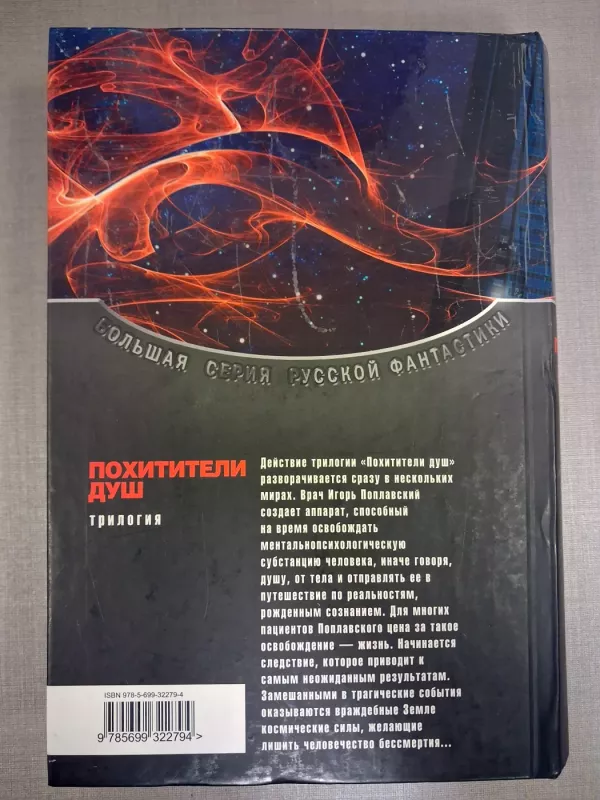 БОЛЬШАЯ СЕРИЯ РУССКОЙ ФАНТАСТИКИ
ПОХИТИТЕЛИ
ДУШ
трилогия
Действие трилогии «Похитители душ»
разворачивается сразу в нескольких
мирах. Врач Игорь Поплавский
создает аппарат, способный
на время освобождать
ментальнопсихологическую
субстанцию человека, иначе говоря,
душу, от тела и отправлять ее в
путешествие по реальностям,
рожденным сознанием. Для многих
пациентов Поплавского цена за такое
освобождение — жизнь. Начинается
следствие, которое приводит к
самым неожиданным результатам.
Замешанными в трагические события
оказываются враждебные Земле
космические силы, желающие
лишить человечество бессмертия...
ISBN 978-5-699-32279-4
9 785699 322794 >